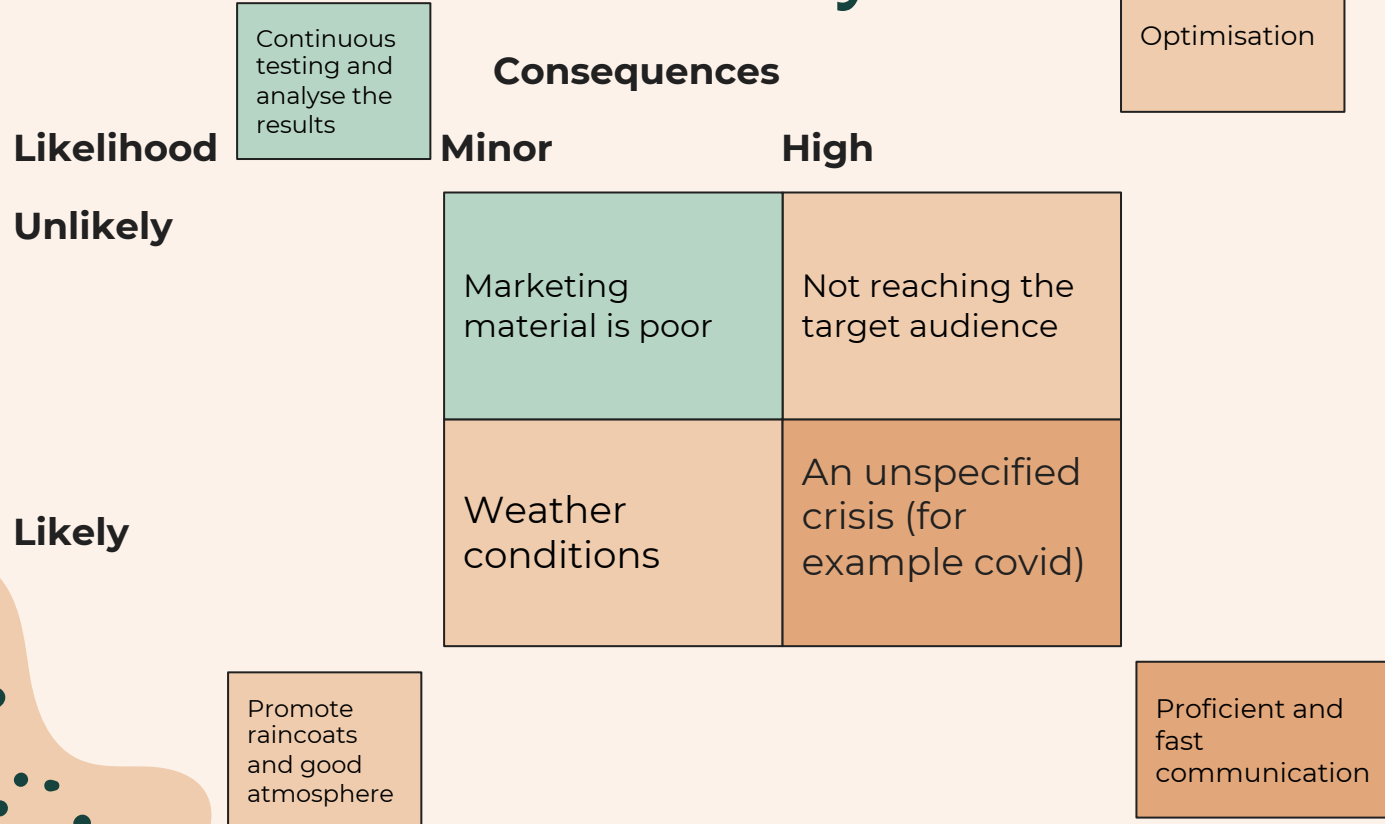 Continuous
testing and
analyse the
results
Consequences
Optimisation
Likelihood
Minor
High
Unlikely
Marketing
material is poor
Not reaching the
target audience
Likely
Weather
conditions
An unspecified
crisis (for
example covid)
Promote
raincoats
and good
atmosphere
Proficient and
fast
communication